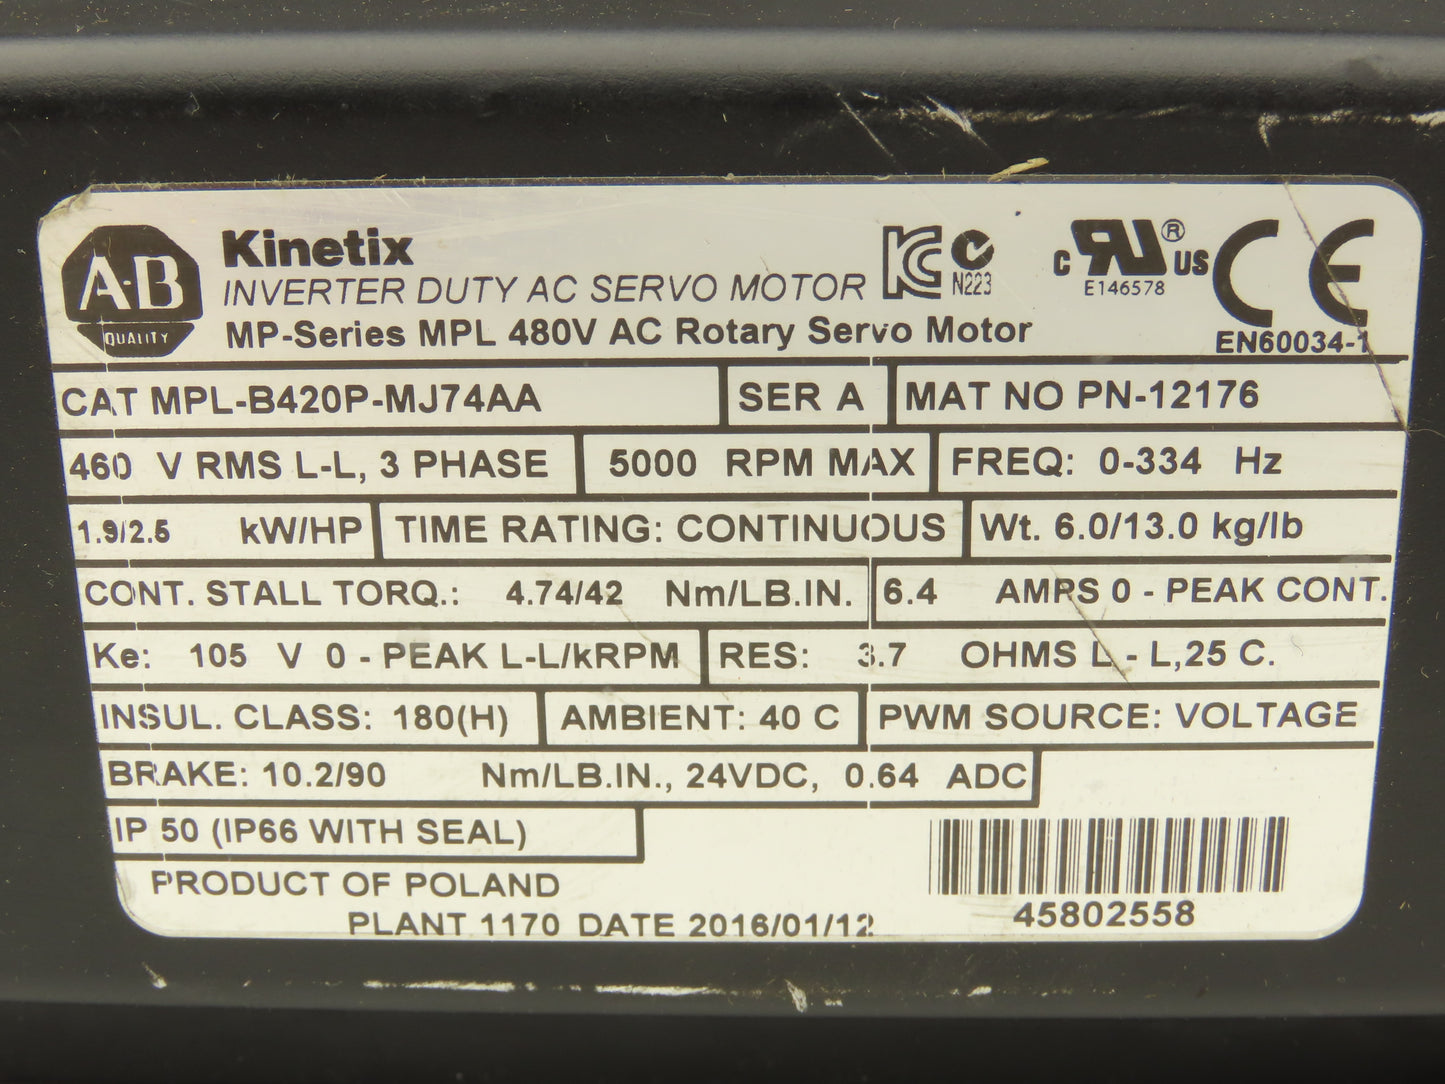 A-B
QUALITY
Kinetix
INVERTER DUTY AC SERVO MOTOR
MP-Series MPL 480V AC Rotary Servo Motor
KC
N223
c RU ® US
E146578
CE
EN60034-1
CAT MPL-B420P-MJ74AA SER A MAT NO PN-12176
460 V RMS L-L, 3 PHASE 5000 RPM MAX FREQ: 0-334 Hz
1.9/2.5 kW/HP TIME RATING: CONTINUOUS Wt. 6.0/13.0 kg/lb
CONT. STALL TORQ.: 4.74/42 Nm/LB.IN. 6.4 AMPS 0 - PEAK CONT.
Ke: 105 V 0 - PEAK L-L/kRPM RES: 3.7 OHMS L - L,25 C.
INSUL. CLASS: 180(H) AMBIENT: 40 C PWM SOURCE: VOLTAGE
BRAKE: 10.2/90 Nm/LB.IN., 24VDC, 0.64 ADC
IP 50 (IP66 WITH SEAL)
PRODUCT OF POLAND
PLANT 1170 DATE 2016/01/12
45802558